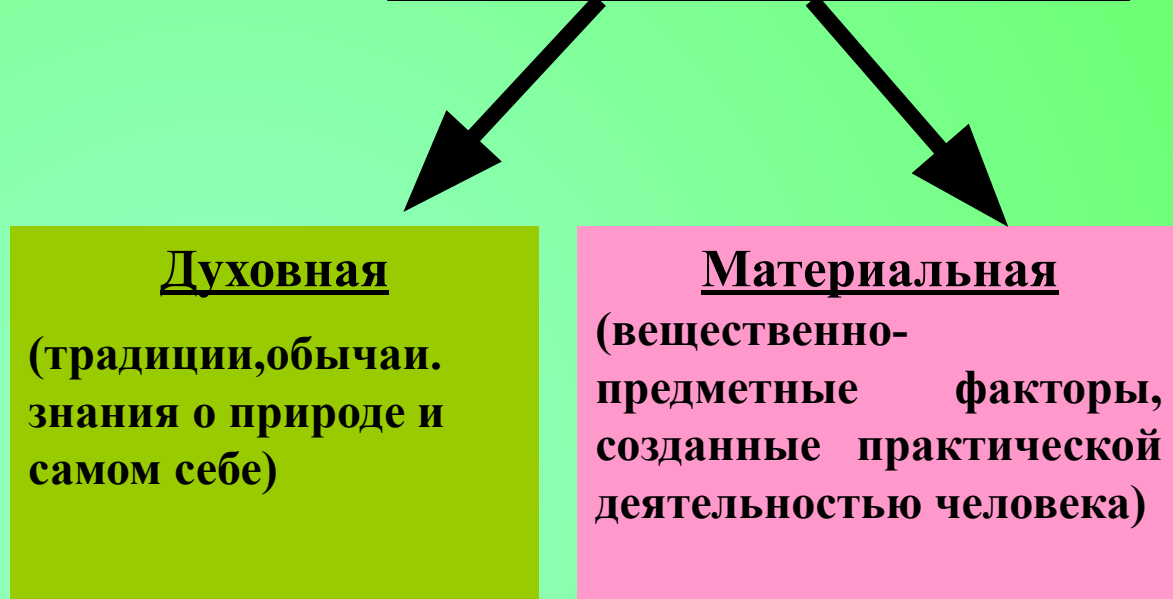 Духовная
(традиции,обычаи.
знания о природе и
самом себе)
Материальная
(вещественно-
предметные факторы,
созданные практической
деятельностью человека)